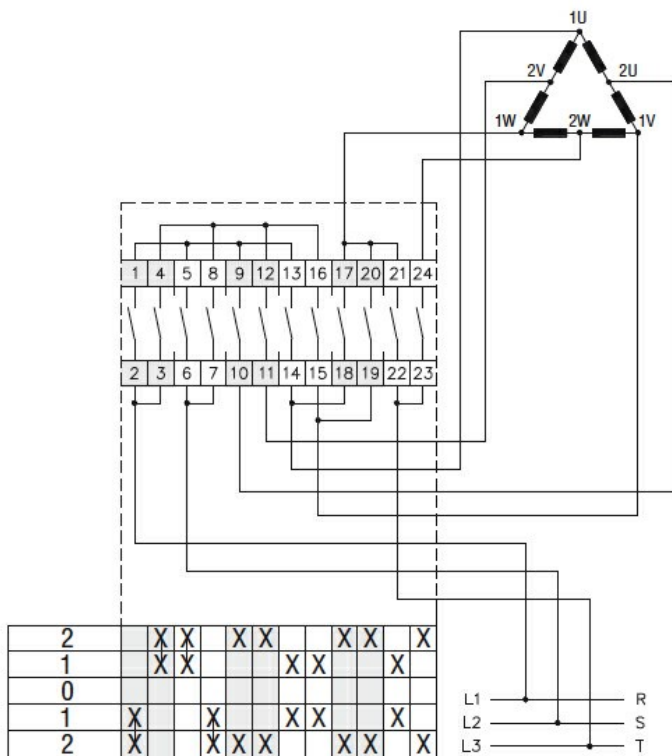 1U
2V 2U
1W 2W 1V
1 4 5 8 9 12 13 16 17 20 21 24
2 3 6 7 10 11 14 15 18 19 22 23
2 X X X X X X X
1 X X X X X
0
1 X X X X X
2 X X X X X X X
L1 R
L2 S
L3 T